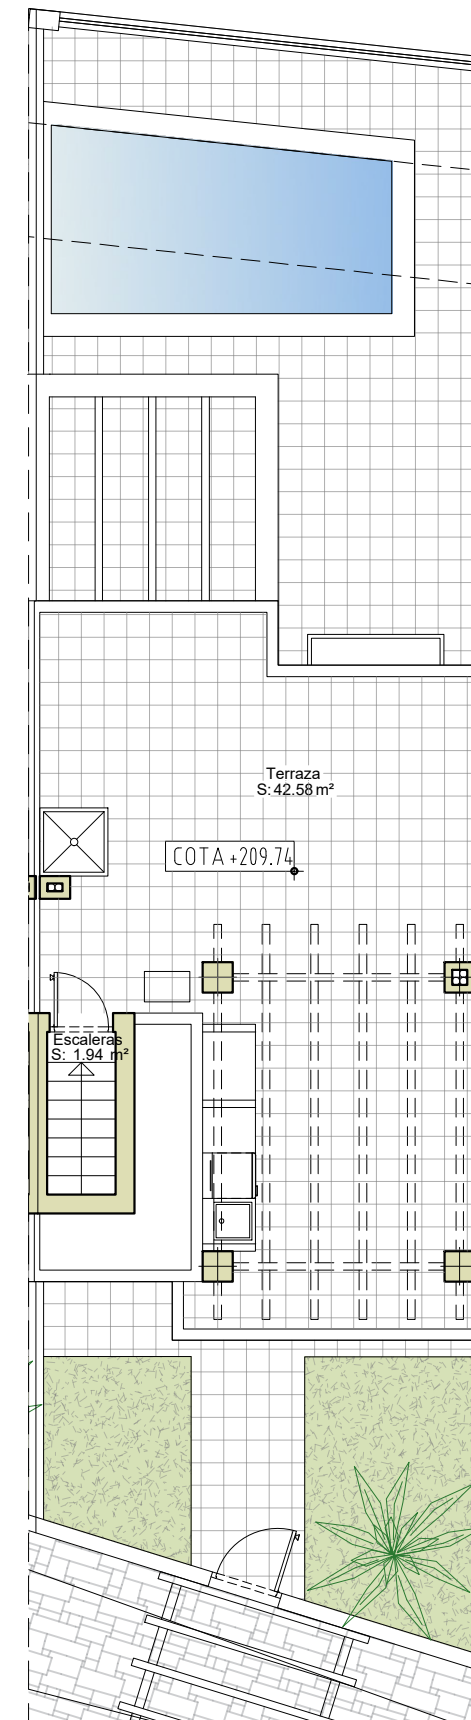 Terraza
S: 42.58 m²
COTA +209.74
Escaleras
S: 1.94 m²